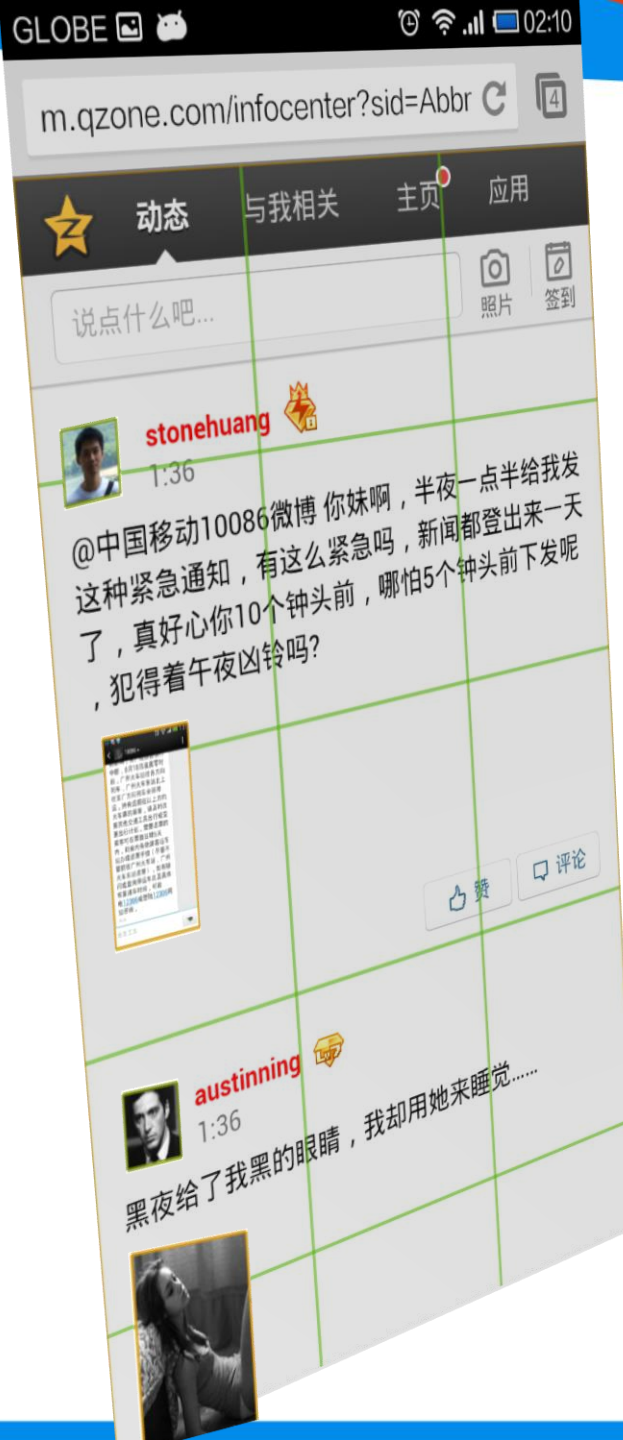 GLOBE
02:10
m.qzone.com/infocenter?sid=Abbr
4
动态
与我相关
主页
应用
说点什么吧...
照片
签到
stonehuang
1:36
@中国移动10086微博 你妹啊，半夜一点半给我发
这种紧急通知，有这么紧急吗，新闻都登出来一天
了，真好心你10个钟头前，哪怕5个钟头前下发呢
，犯得着午夜凶铃吗?
赞
评论
austinning
1:36
黑夜给了我黑的眼睛，我却用她来睡觉......